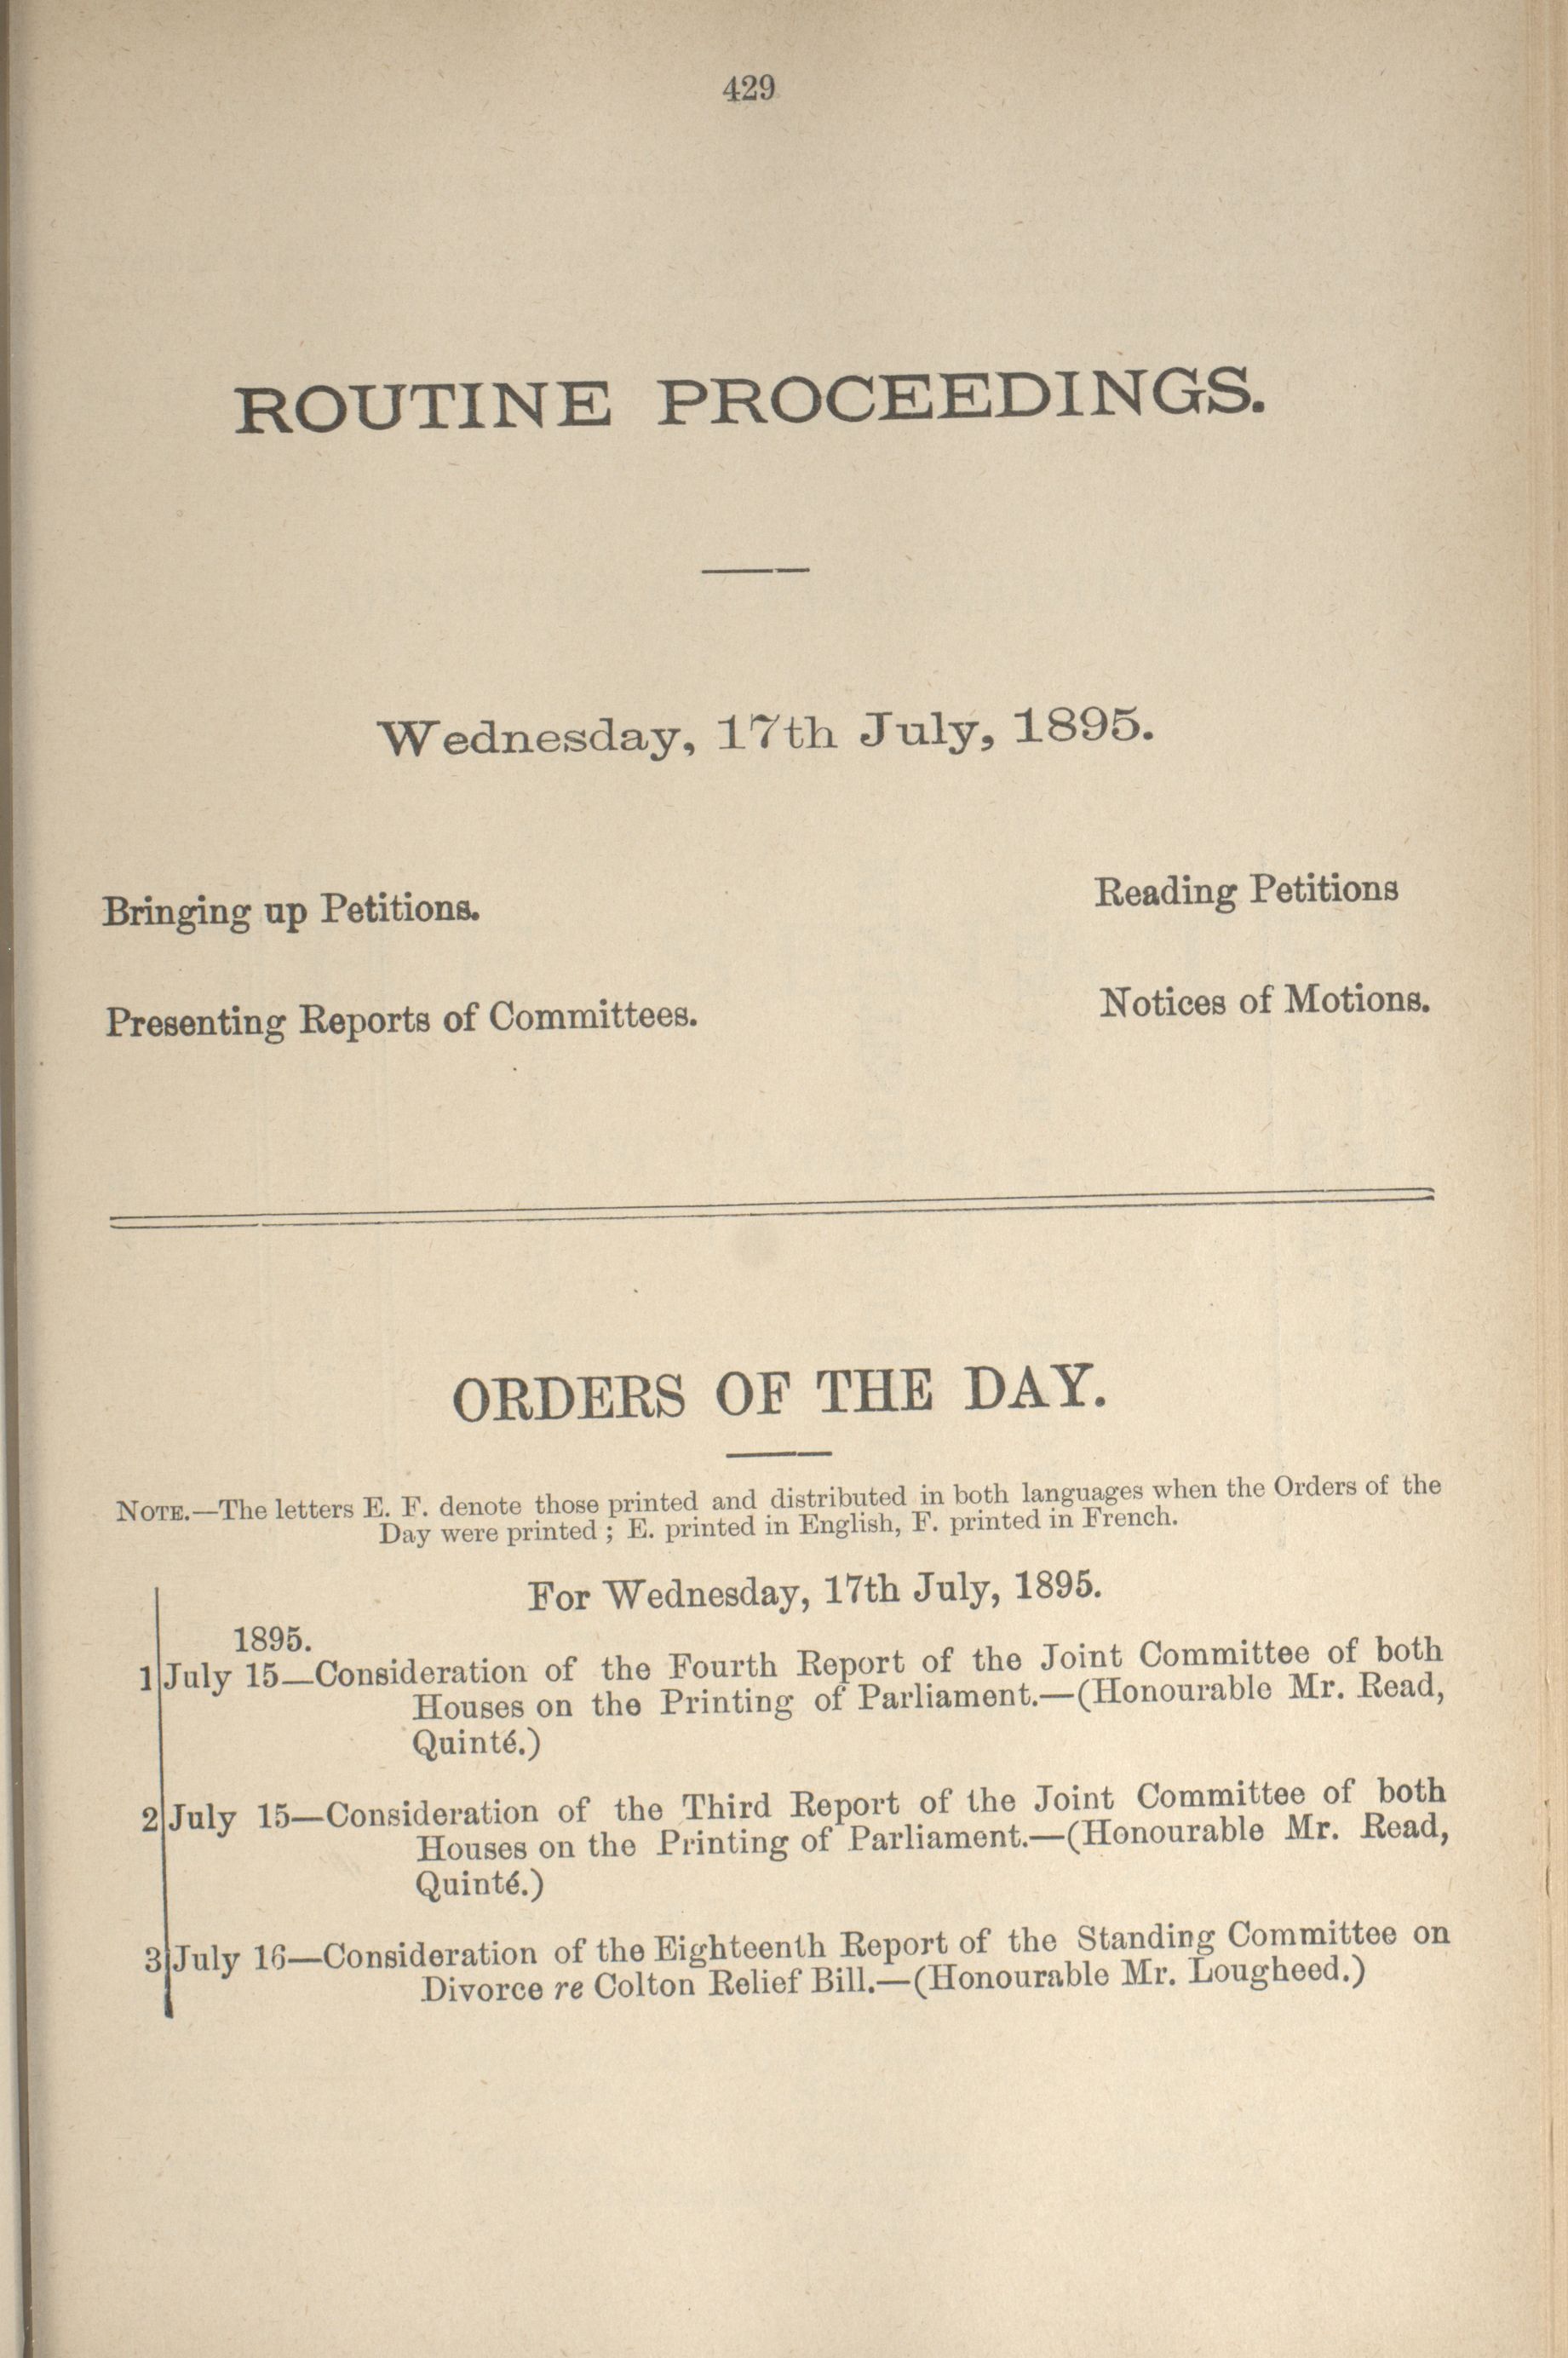 429
ROUTINE PROCEEDINGS.
Wednesday, 17th July, 1895.
Bringing up Petitions.
Reading Petitions
Presenting Reports of Committees.
Notices of Motions.
ORDERS OF THE DAY.
NOTE.—The letters E. F. denote those printed and distributed in both languages when the Orders of the
Day were printed ; E. printed in English, F. printed in French.
For Wednesday, 17th July, 1895.
1895.
1 July 15—Consideration of the Fourth Report of the Joint Committee of both
Houses on the Printing of Parliament.—(Honourable Mr. Read,
Quinté.)
2 July 15—Consideration of the Third Report of the Joint Committee of both
Houses on the Printing of Parliament.—(Honourable Mr. Read,
Quinté.)
3 July 16—Consideration of the Eighteenth Report of the Standing Committee on
Divorce re Colton Relief Bill.—(Honourable Mr. Lougheed.)